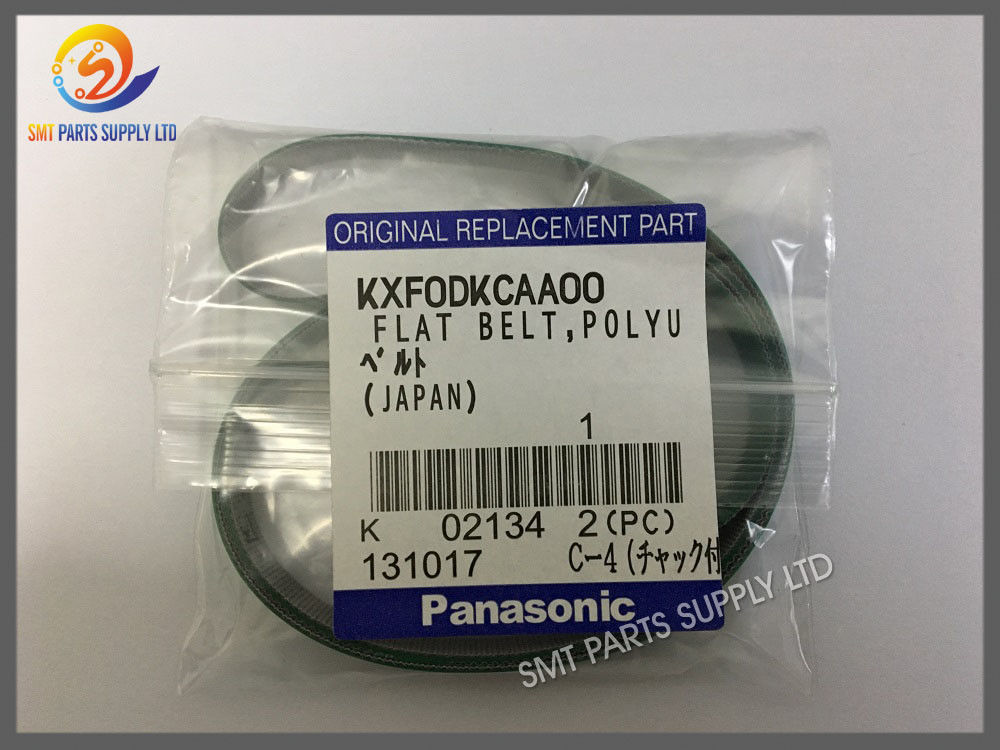 SMT PARTS SUPPLY LTD
ORIGINAL REPLACEMENT PART
KXF0DKCAA00
FLAT BELT,POLYU
ベルト
(JAPAN)
1
K 02134 2(PC)
131017 C-4(チャック付
Panasonic
SMT PARTS SUPPLY LTD